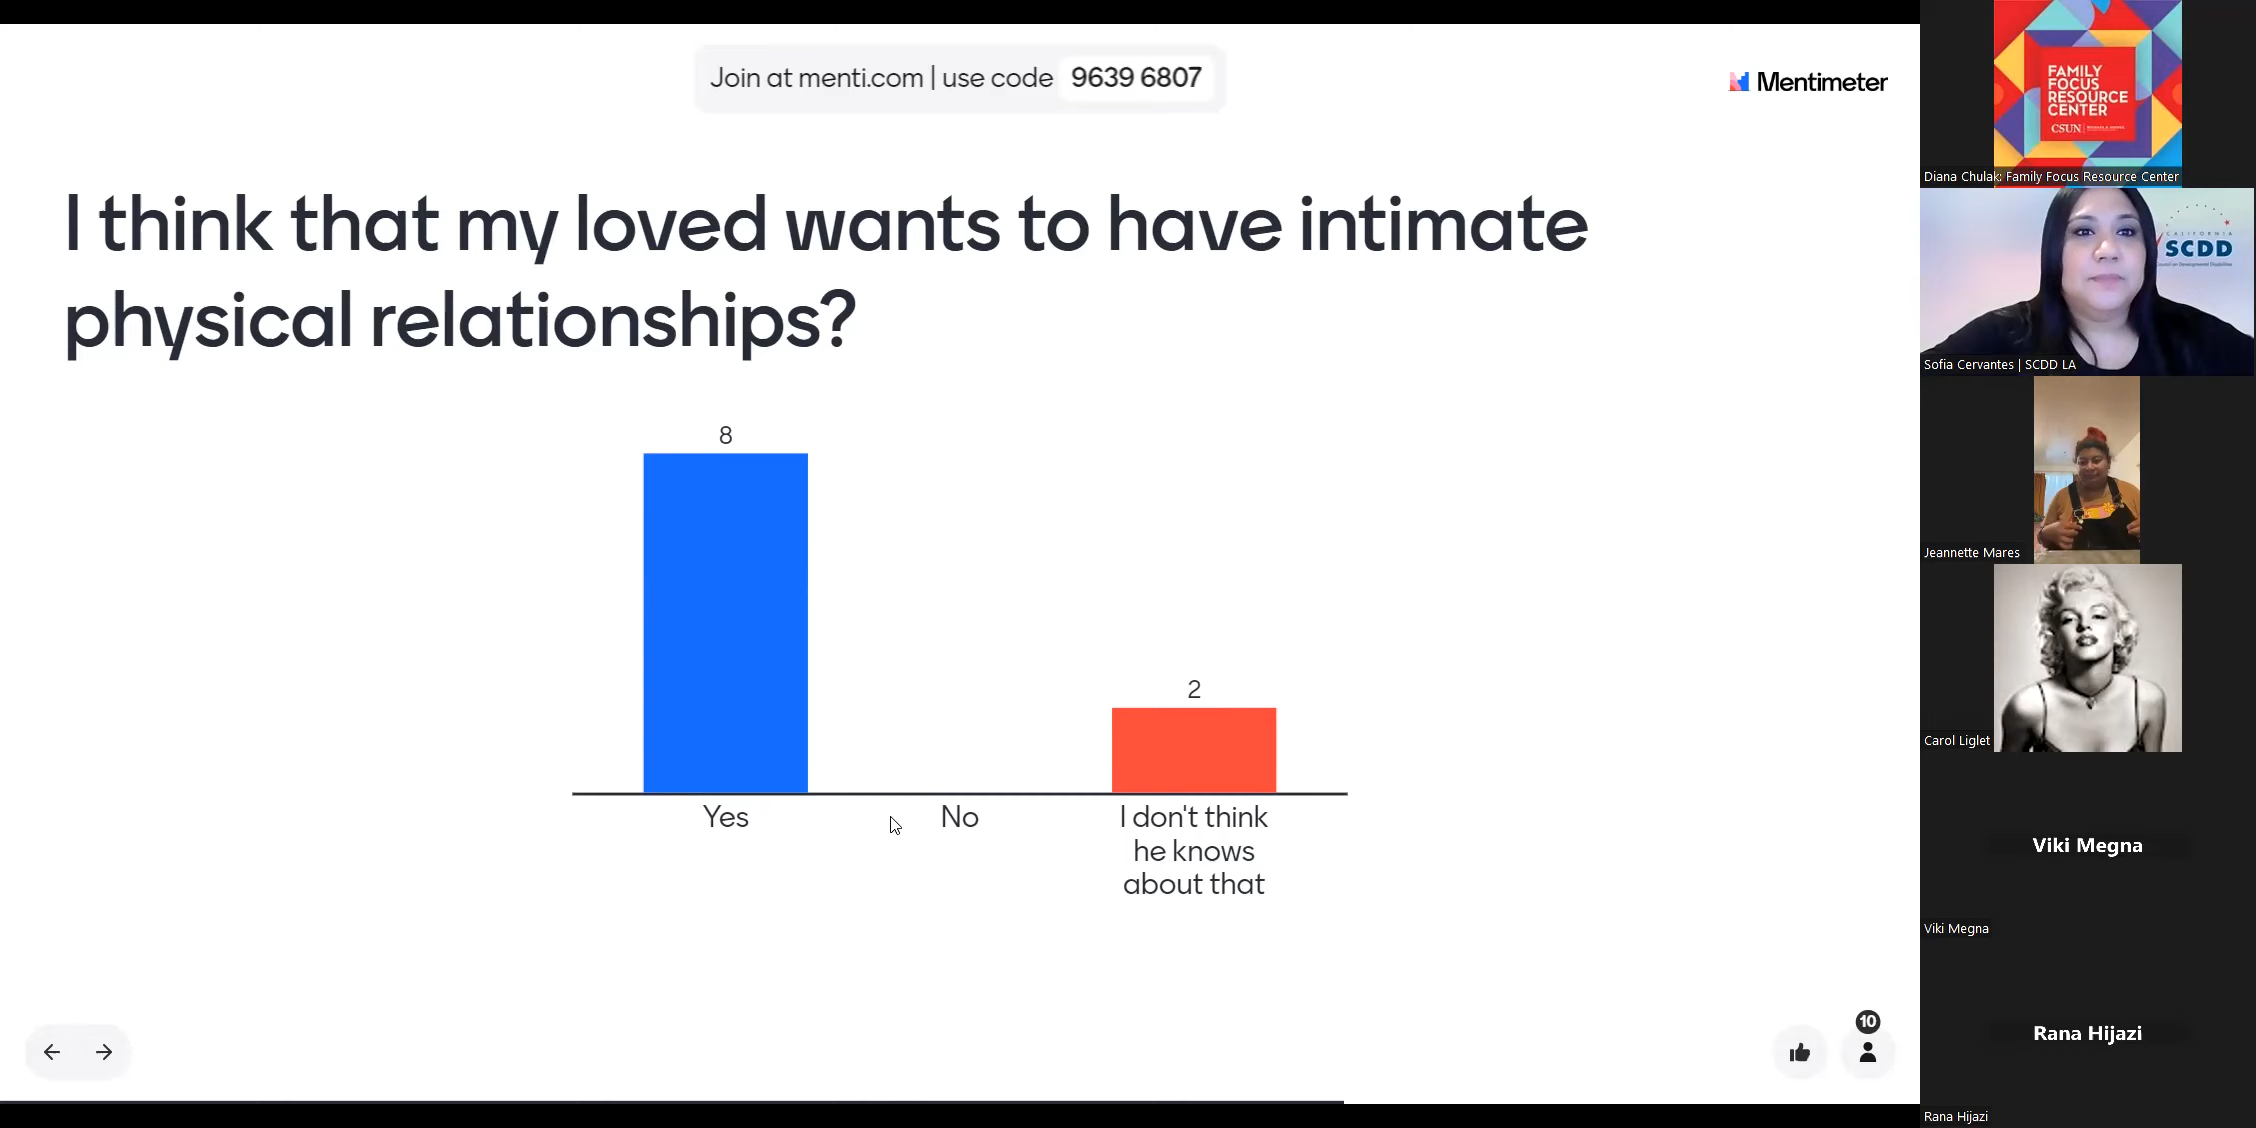 Join at menti.com | use code 9639 6807
Mentimeter
I think that my loved wants to have intimate
physical relationships?
8
2
Yes
No
I don't think
he knows
about that
10
FAMILY
FOCUS
RESOURCE
CENTER
CSUN
Diana Chulak: Family Focus Resource Center
CALIFORNIA
SCDD
Sofia Cervantes | SCDD LA
Jeannette Mares
Carol Liglet
Viki Megna
Viki Megna
Rana Hijazi
Rana Hijazi